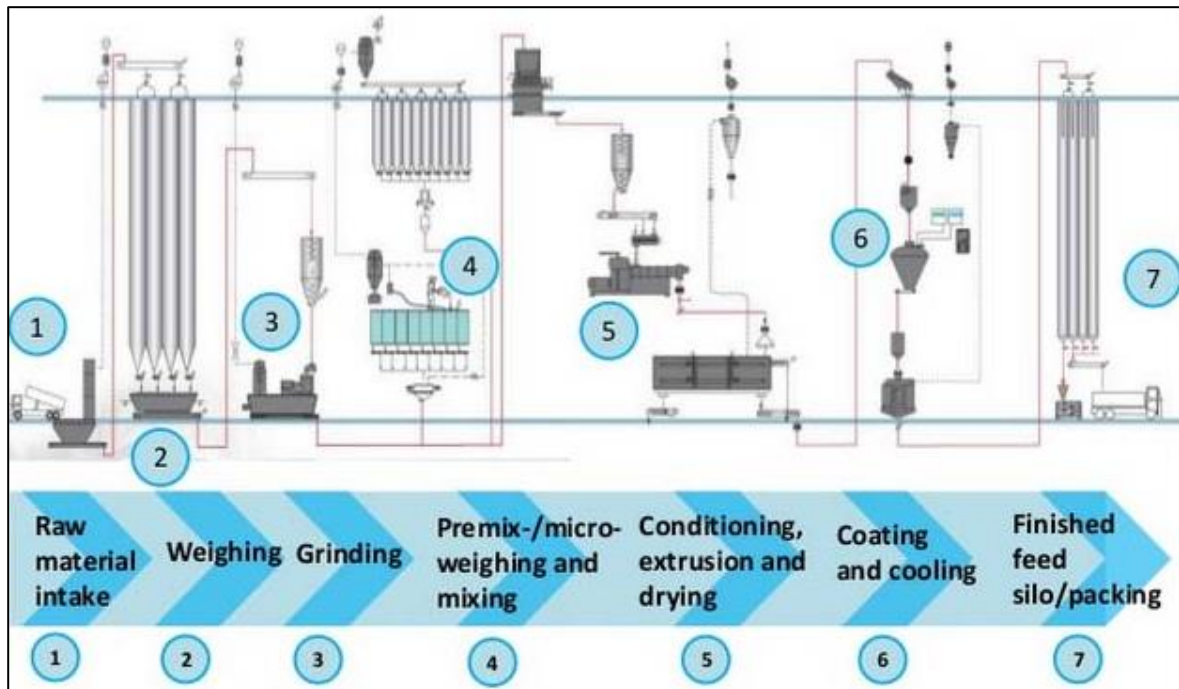 1
2
3
4
5
6
7
Raw
material
intake
Weighing
Grinding
Premix-/micro-
weighing and
mixing
Conditioning,
extrusion and
drying
Coating
and cooling
Finished
feed
silo/packing
1
2
3
4
5
6
7